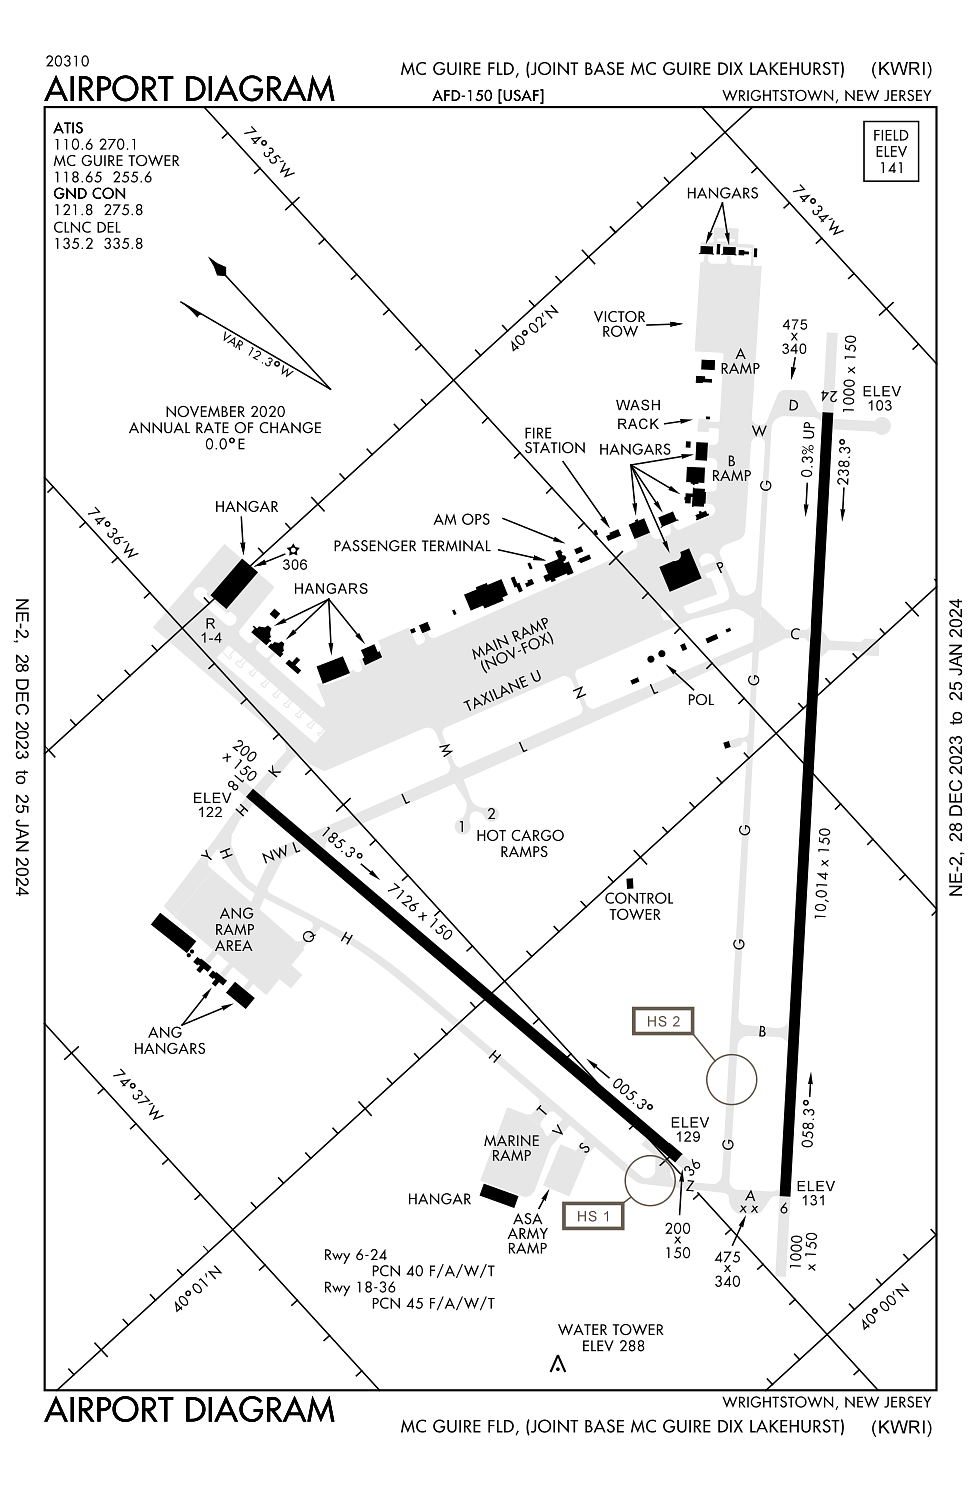 20310
AIRPORT DIAGRAM
AFD-150 [USAF]
MC GUIRE FLD, (JOINT BASE MC GUIRE DIX LAKEHURST) (KWRI)
WRIGHTSTOWN, NEW JERSEY
ATIS
110.6 270.1
MC GUIRE TOWER
118.65 255.6
GND CON
121.8 275.8
CLNC DEL
135.2 335.8
FIELD
ELEV
141
74°35'W
74°34'W
HANGARS
VAR 12.3°W
NOVEMBER 2020
ANNUAL RATE OF CHANGE
0.0°E
40°02'N
VICTOR
ROW
A
RAMP
475
x
340
1000 x 150
24
ELEV
103
D
W
WASH
RACK
FIRE
STATION
HANGARS
B
RAMP
G
0.3% UP
238.3°
74°36'W
HANGAR
306
AM OPS
PASSENGER TERMINAL
HANGARS
P
R
1-4
MAIN RAMP
(NOV-FOX)
TAXILANE U
N
L
C
G
POL
M
L
L
K
200
x 150
18
ELEV
122
H
H
Y
NW L
185.3°
7126 x 150
1
2
HOT CARGO
RAMPS
G
10,014 x 150
CONTROL
TOWER
ANG
RAMP
AREA
Q
H
G
ANG
HANGARS
HS 2
B
H
74°37'W
005.3°
058.3°
T
V
S
MARINE
RAMP
ELEV
129
G
36
Z
HANGAR
ASA
ARMY
RAMP
HS 1
A
x x
6
ELEV
131
200
x
150
475
x
340
1000
x 150
Rwy 6-24
PCN 40 F/A/W/T
Rwy 18-36
PCN 45 F/A/W/T
40°01'N
40°00'N
WATER TOWER
ELEV 288
NE-2, 28 DEC 2023 to 25 JAN 2024
NE-2, 28 DEC 2023 to 25 JAN 2024
AIRPORT DIAGRAM
WRIGHTSTOWN, NEW JERSEY
MC GUIRE FLD, (JOINT BASE MC GUIRE DIX LAKEHURST) (KWRI)